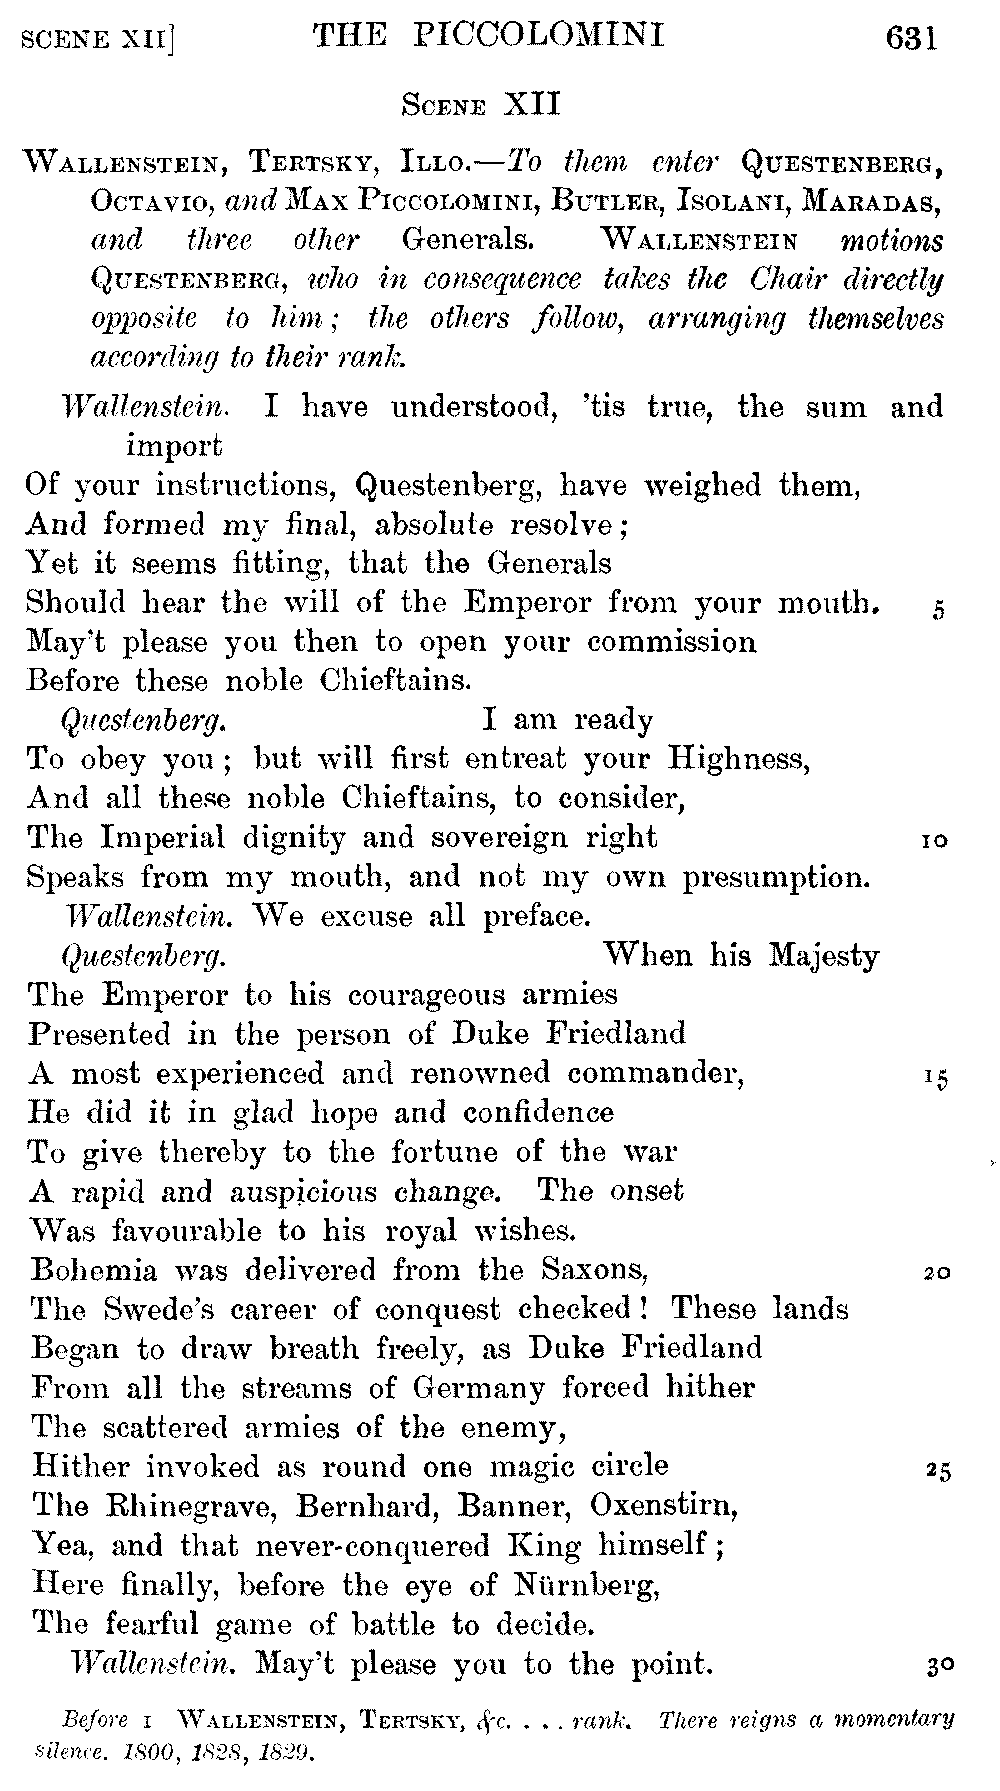 SCENE XII] THE PICCOLOMINI 631
SCENE XII
WALLENSTEIN, TERTSKY, ILLO.—To them enter QUESTENBERG,
OCTAVIO, and MAX PICCOLOMINI, BUTLER, ISOLANI, MARADAS,
and three other Generals. WALLENSTEIN motions
QUESTENBERG, who in consequence takes the Chair directly
opposite to him; the others follow, arranging themselves
according to their rank.
Wallenstein. I have understood, 'tis true, the sum and
import
Of your instructions, Questenberg, have weighed them,
And formed my final, absolute resolve;
Yet it seems fitting, that the Generals
Should hear the will of the Emperor from your mouth. 5
May't please you then to open your commission
Before these noble Chieftains.
Questenberg. I am ready
To obey you; but will first entreat your Highness,
And all these noble Chieftains, to consider,
The Imperial dignity and sovereign right 10
Speaks from my mouth, and not my own presumption.
Wallenstein. We excuse all preface.
Questenberg. When his Majesty
The Emperor to his courageous armies
Presented in the person of Duke Friedland
A most experienced and renowned commander, 15
He did it in glad hope and confidence
To give thereby to the fortune of the war
A rapid and auspicious change. The onset
Was favourable to his royal wishes.
Bohemia was delivered from the Saxons, 20
The Swede's career of conquest checked! These lands
Began to draw breath freely, as Duke Friedland
From all the streams of Germany forced hither
The scattered armies of the enemy,
Hither invoked as round one magic circle 25
The Rhinegrave, Bernhard, Banner, Oxenstirn,
Yea, and that never-conquered King himself;
Here finally, before the eye of Nürnberg,
The fearful game of battle to decide.
Wallenstein. May't please you to the point. 30
Before 1 WALLENSTEIN, TERTSKY, &c. . . . rank. There reigns a momentary
silence. 1800, 1828, 1829.